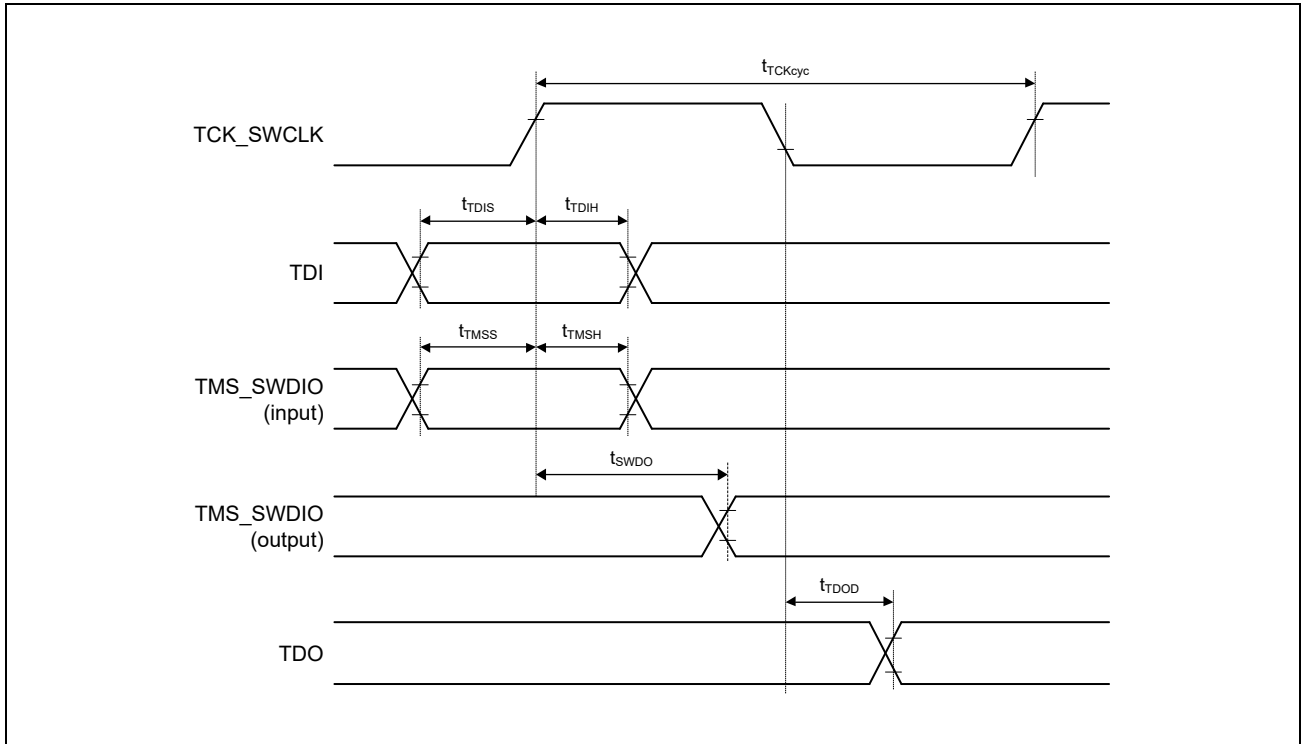 tTCKcyc
TCK_SWCLK
tTDIS
tTDIH
TDI
tTMSS
tTMSH
TMS_SWDIO
(input)
tSWDO
TMS_SWDIO
(output)
tTDOD
TDO